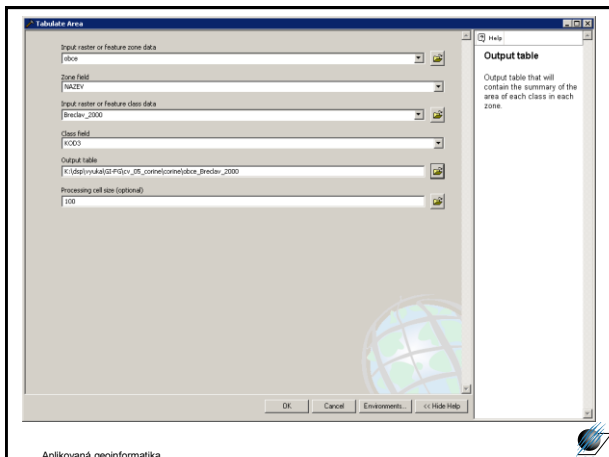 Tabulate Area
Input raster or feature zone data
obce
Zone field
NAZEV
Input raster or feature class data
Breclav_2000
Class field
KOD3
Output table
K:\dsp\vyuka\GI-FG\cv_05_corine\corine\obce_Breclav_2000
Processing cell size (optional)
100
OK
Cancel
Environments...
<< Hide Help
Help
Output table
Output table that will
contain the summary of the
area of each class in each
zone.
Aplikovaná geoinformatika